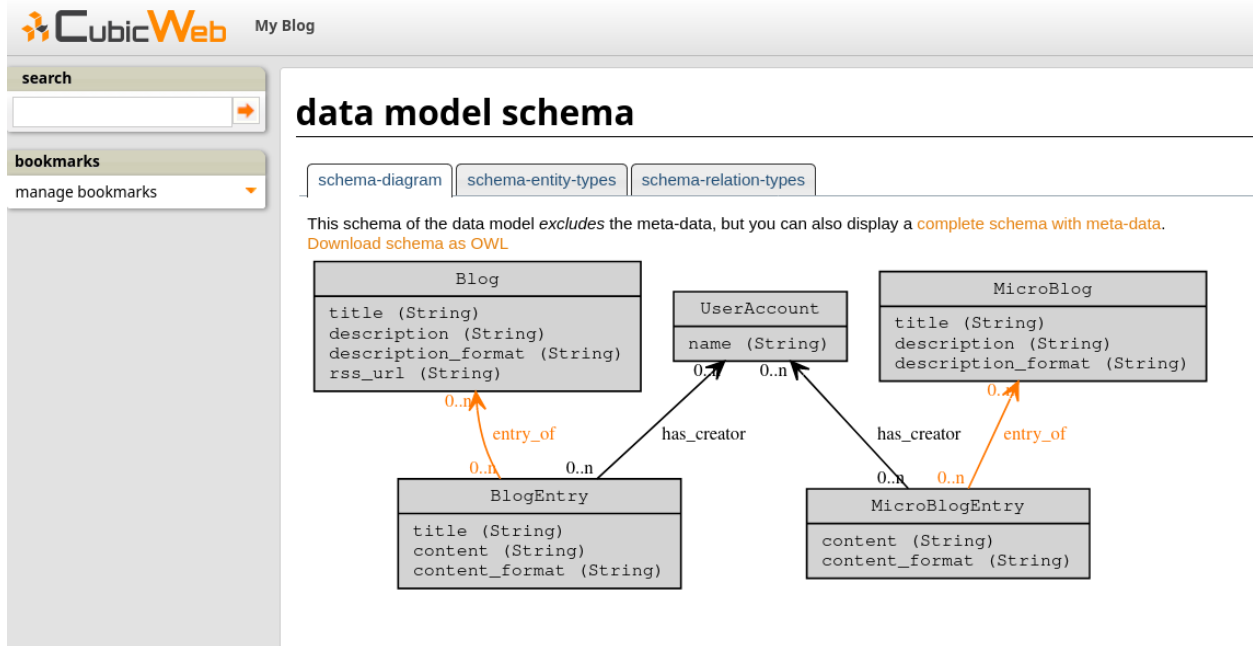 CubicWeb My Blog
search
bookmarks
manage bookmarks
data model schema
schema-diagram schema-entity-types schema-relation-types
This schema of the data model excludes the meta-data, but you can also display a complete schema with meta-data.
Download schema as OWL
Blog
title (String)
description (String)
description_format (String)
rss_url (String)
UserAccount
name (String)
MicroBlog
title (String)
description (String)
description_format (String)
0..n 0..n
0..n 0..n
entry_of has_creator has_creator entry_of
0..n 0..n 0..n 0..n
BlogEntry
title (String)
content (String)
content_format (String)
MicroBlogEntry
content (String)
content_format (String)